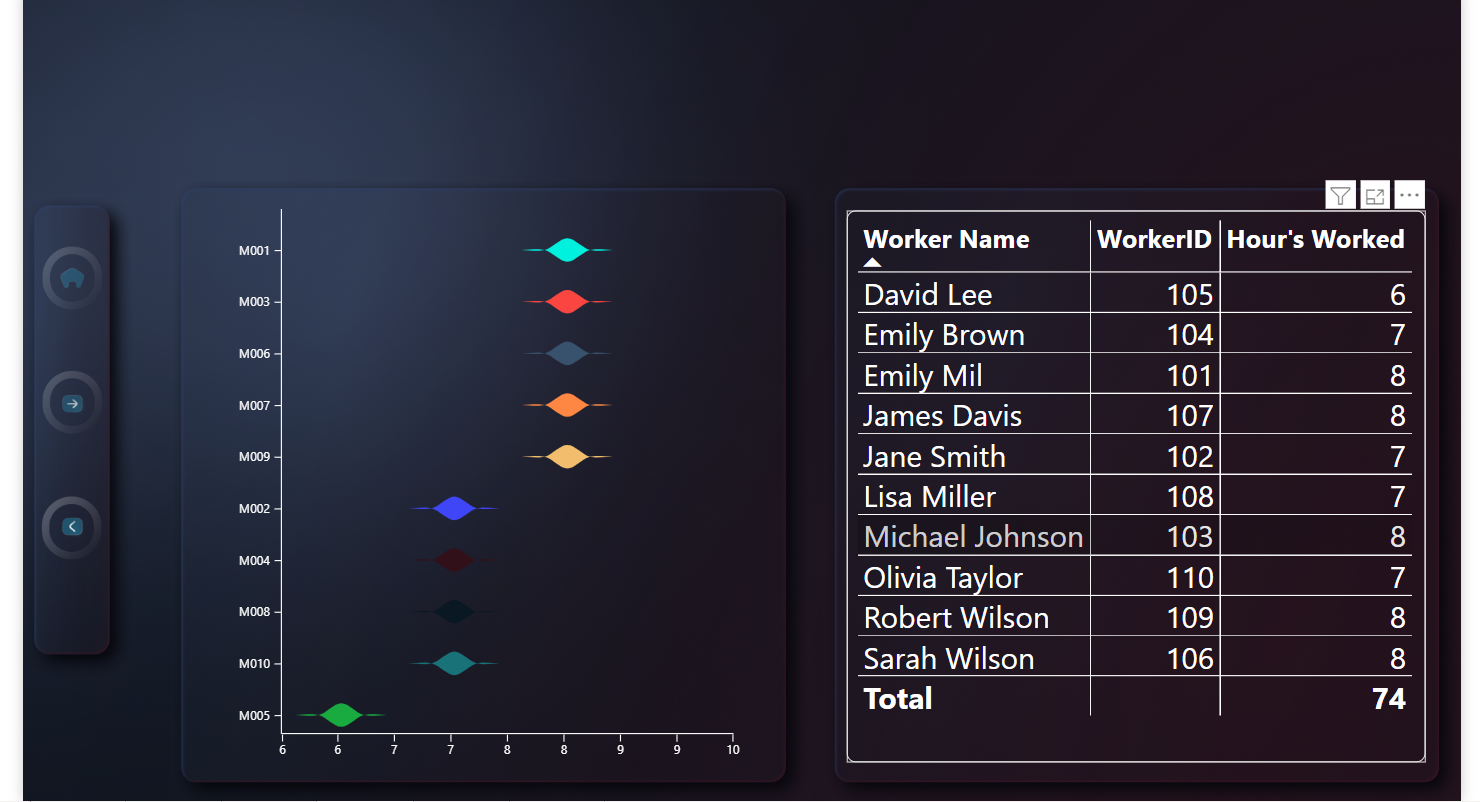 M001
M003
M006
M007
M009
M002
M004
M008
M010
M005
6 6 7 7 8 8 9 9 10
Worker Name WorkerID Hour's Worked
David Lee 105 6
Emily Brown 104 7
Emily Mil 101 8
James Davis 107 8
Jane Smith 102 7
Lisa Miller 108 7
Michael Johnson 103 8
Olivia Taylor 110 7
Robert Wilson 109 8
Sarah Wilson 106 8
Total 74